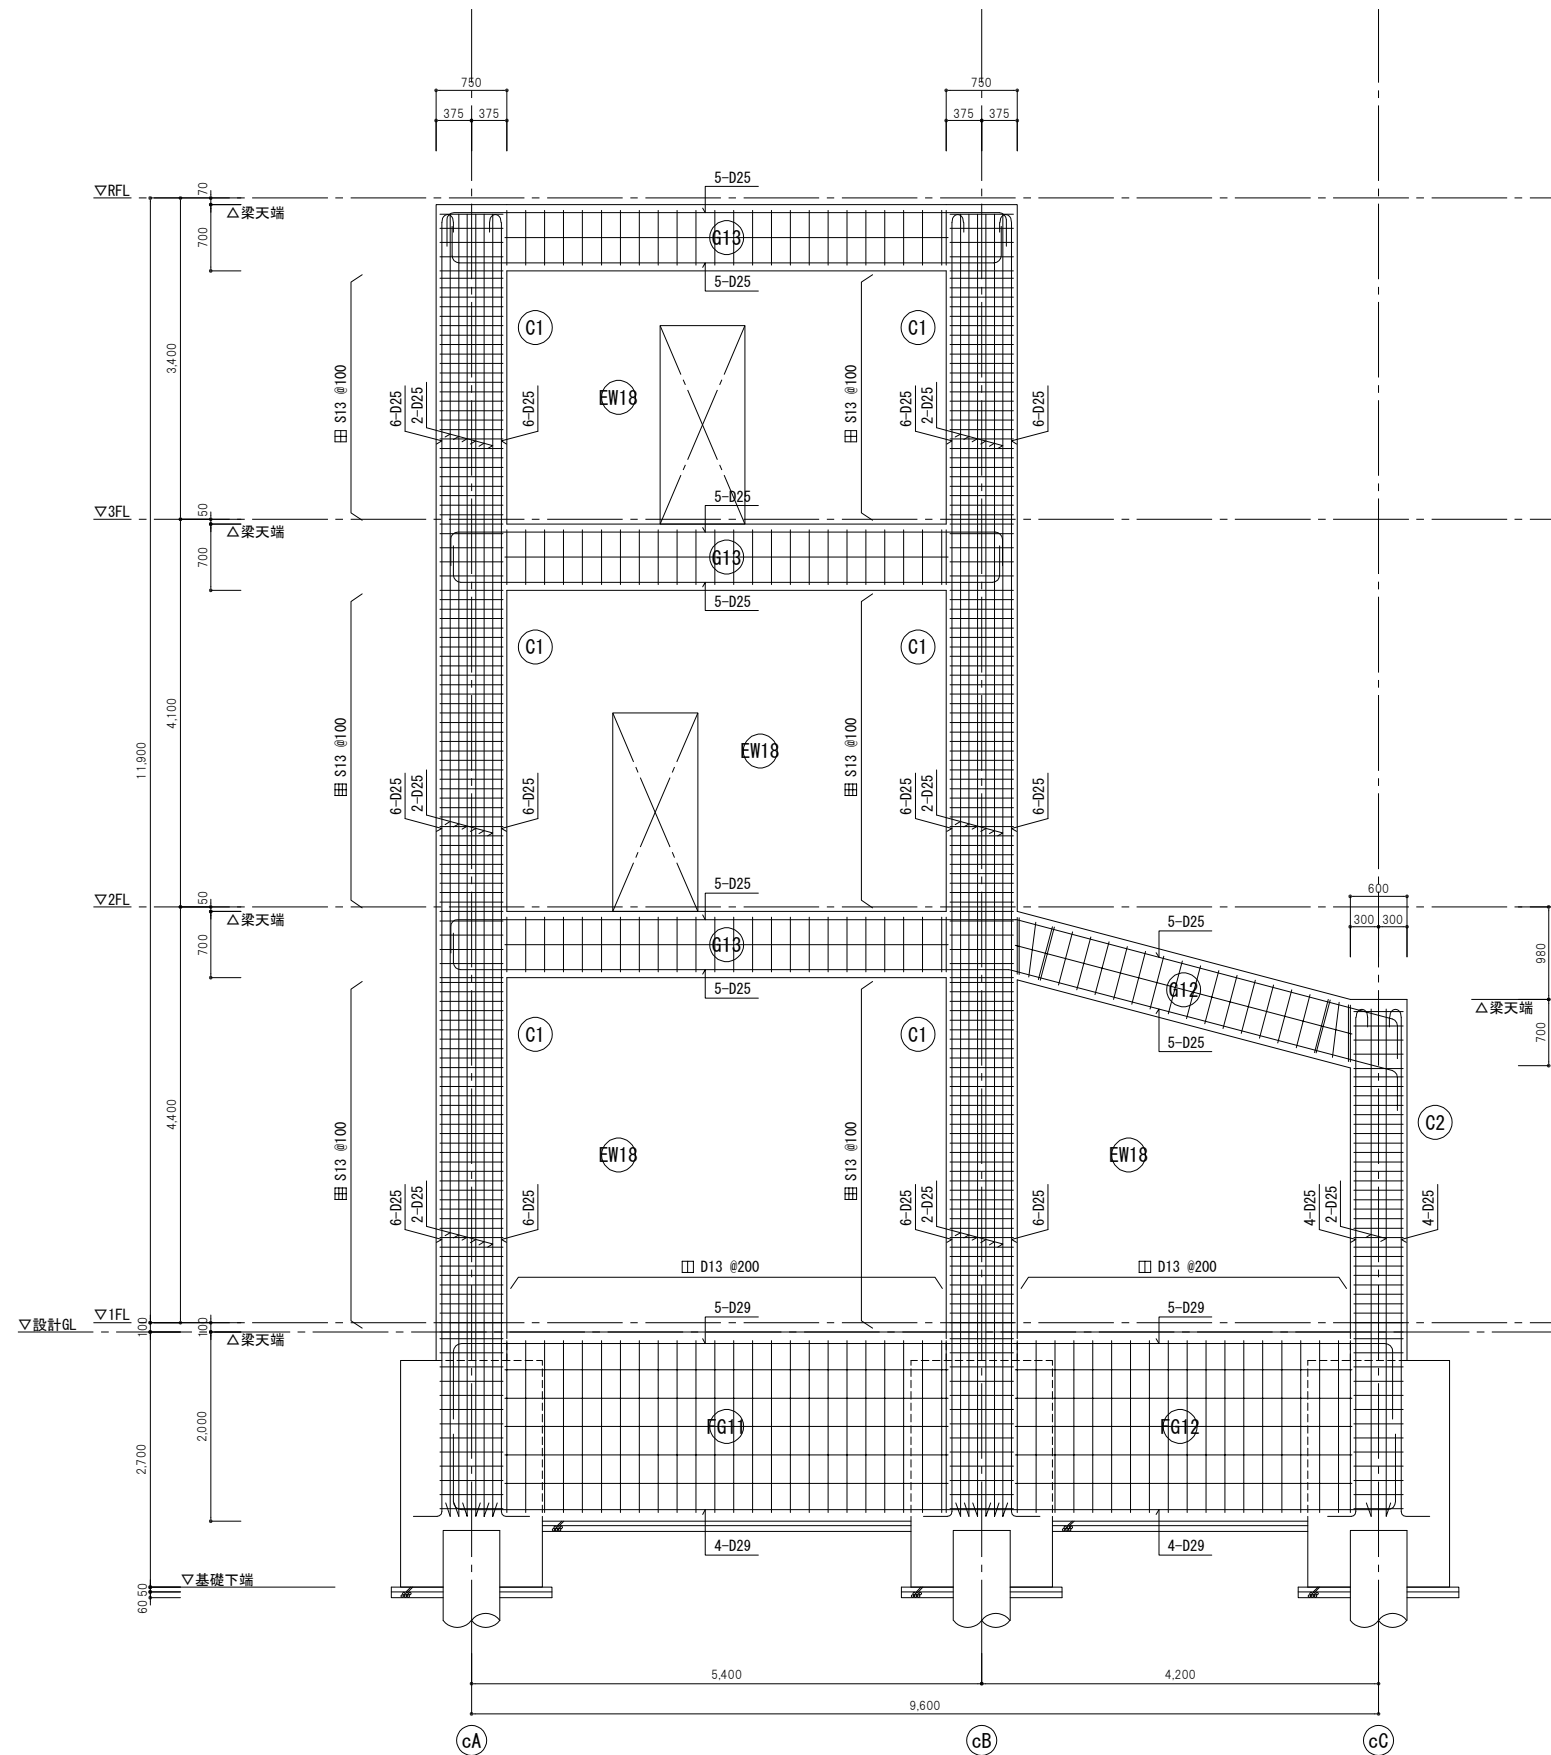 750
750
375 375
375 375
▽RFL
70
△梁天端
700
5-D25
G13
5-D25
C1
C1
3,400
田 S13 @100
田 S13 @100
EW18
6-D25
2-D25
6-D25
6-D25
2-D25
6-D25
▽3FL
50
△梁天端
700
5-D25
G13
5-D25
C1
C1
4,100
11,900
田 S13 @100
田 S13 @100
EW18
6-D25
2-D25
6-D25
6-D25
2-D25
6-D25
▽2FL
50
△梁天端
700
5-D25
G13
5-D25
600
300 300
5-D25
G12
5-D25
980
△梁天端
700
C1
C1
C2
4,400
田 S13 @100
田 S13 @100
EW18
EW18
6-D25
2-D25
6-D25
6-D25
2-D25
6-D25
4-D25
2-D25
4-D25
D13 @200
D13 @200
▽1FL
▽設計GL
100
100
△梁天端
5-D29
5-D29
2,000
2,700
FG11
FG12
4-D29
4-D29
▽基礎下端
50
60
5,400
4,200
9,600
cA
cB
cC